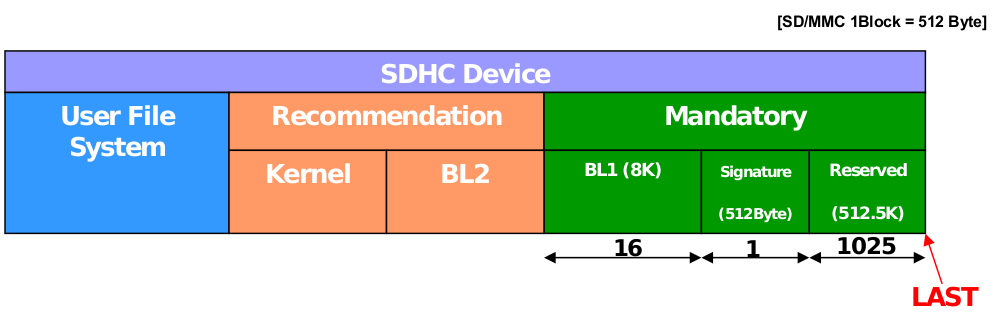 [SD/MMC 1Block = 512 Byte]
SDHC Device
User File
System
Recommendation
Mandatory
Kernel
BL2
BL1 (8K)
Signature
(512Byte)
Reserved
(512.5K)
16
1
1025
LAST